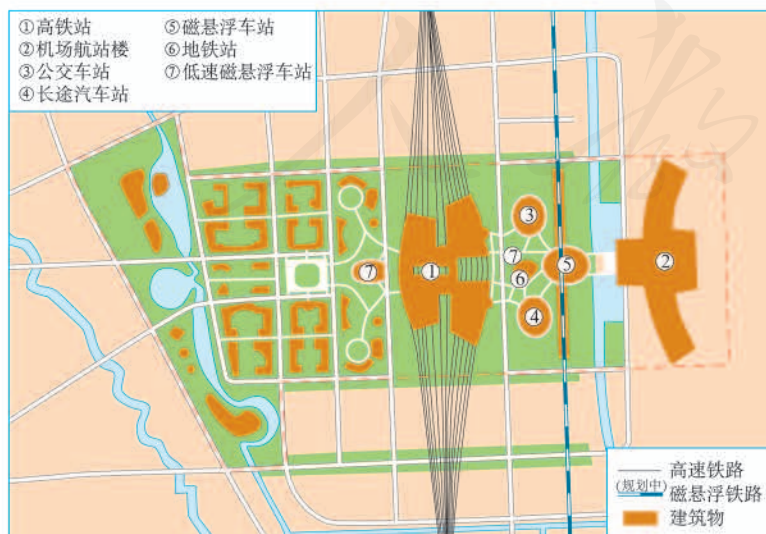 ①高铁站
②机场航站楼
③公交车站
④长途汽车站
⑤磁悬浮车站
⑥地铁站
⑦低速磁悬浮车站
③
⑦
⑦
①
⑥
⑤
②
④
高速铁路
(规划中)
磁悬浮铁路
建筑物